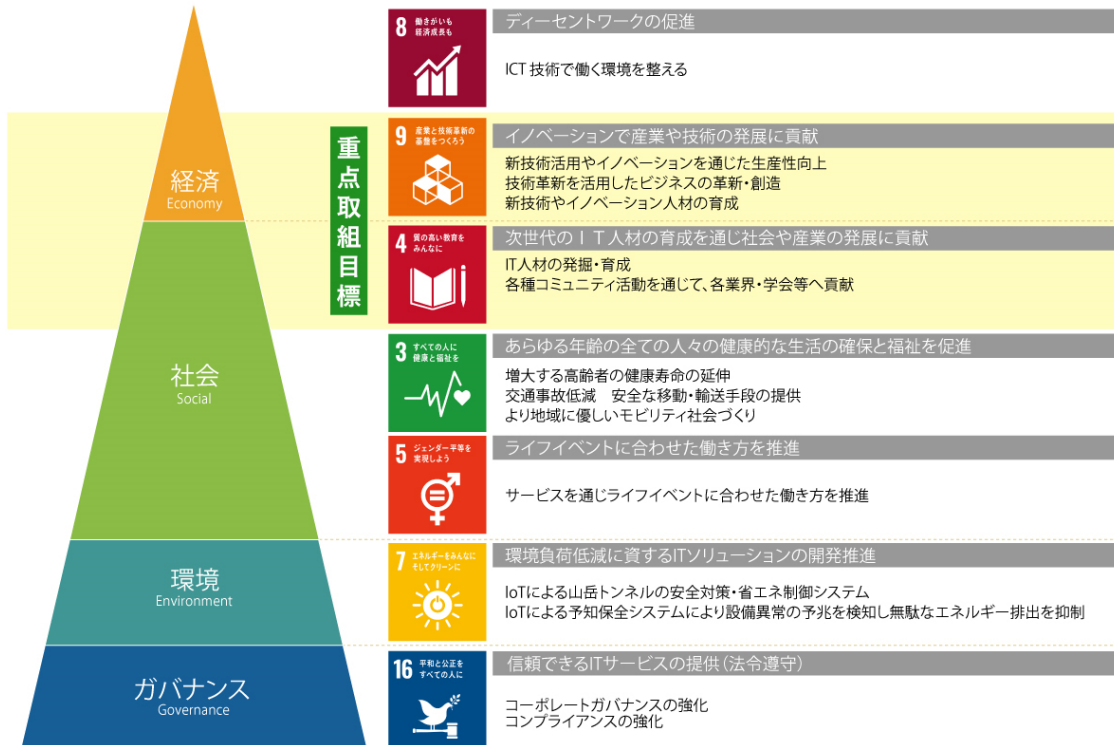 8 働きがいも
経済成長も
ディーセントワークの促進
ICT技術で働く環境を整える
重点取組目標
経済
Economy
9 産業と技術革新の
基盤をつくろう
イノベーションで産業や技術の発展に貢献
新技術活用やイノベーションを通じた生産性向上
技術革新を活用したビジネスの革新・創造
新技術やイノベーション人材の育成
4 質の高い教育を
みんなに
次世代のIT人材の育成を通じ社会や産業の発展に貢献
IT人材の発掘・育成
各種コミュニティ活動を通じて、各業界・学会等へ貢献
社会
Social
3 すべての人に
健康と福祉を
あらゆる年齢の全ての人々の健康的な生活の確保と福祉を促進
増大する高齢者の健康寿命の延伸
交通事故低減　安全な移動・輸送手段の提供
より地域に優しいモビリティ社会づくり
5 ジェンダー平等を
実現しよう
ライフイベントに合わせた働き方を推進
サービスを通じライフイベントに合わせた働き方を推進
環境
Environment
7 エネルギーをみんなに
そしてクリーンに
環境負荷低減に資するITソリューションの開発推進
IoTによる山岳トンネルの安全対策・省エネ制御システム
IoTによる予知保全システムにより設備異常の予兆を検知し無駄なエネルギー排出を抑制
ガバナンス
Governance
16 平和と公正を
すべての人に
信頼できるITサービスの提供（法令遵守）
コーポレートガバナンスの強化
コンプライアンスの強化